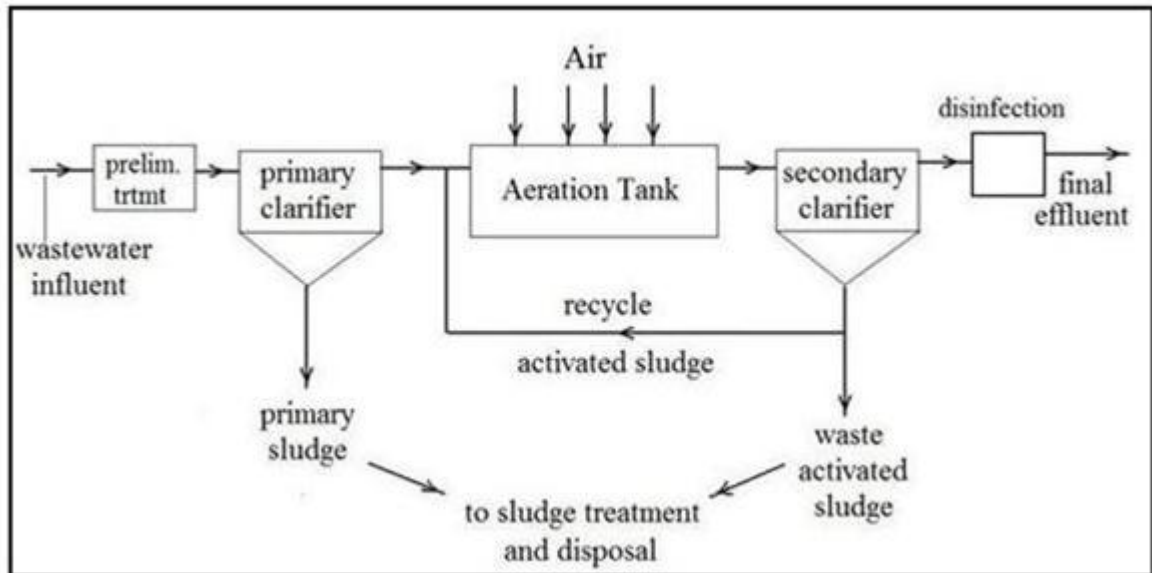 Air
disinfection
prelim.
trtmt
primary
clarifier
Aeration Tank
secondary
clarifier
final
effluent
wastewater
influent
recycle
activated sludge
primary
sludge
waste
activated
sludge
to sludge treatment
and disposal